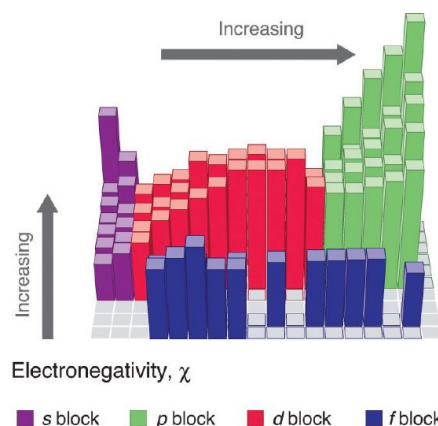 Increasing
Increasing
Electronegativity, χ
s block p block d block f block